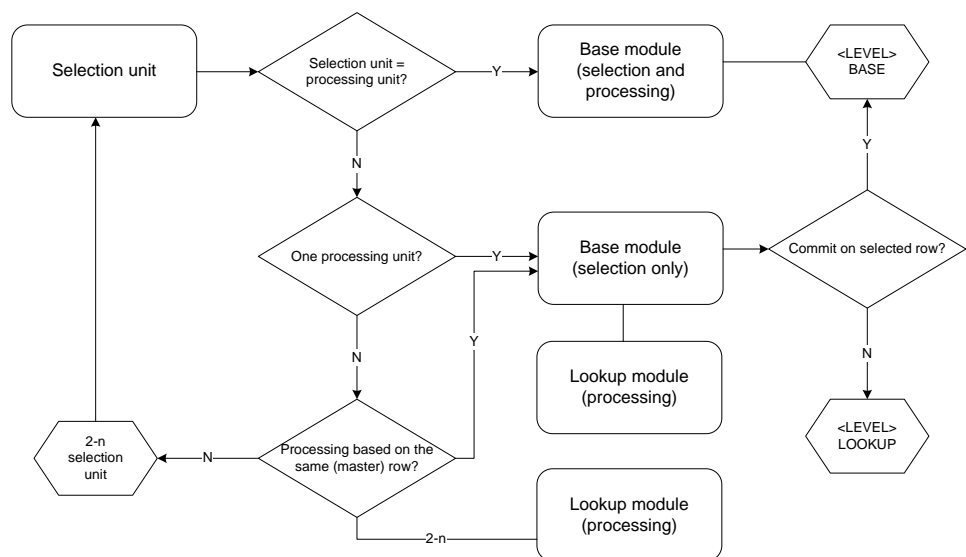 Selection unit
Selection unit =
processing unit?
Y
Base module
(selection and
processing)
<LEVEL>
BASE
N
Y
One processing unit?
Y
Base module
(selection only)
Commit on selected row?
N
Y
N
Lookup module
(processing)
2-n
selection
unit
N
Processing based on the
same (master) row?
<LEVEL>
LOOKUP
2-n
Lookup module
(processing)